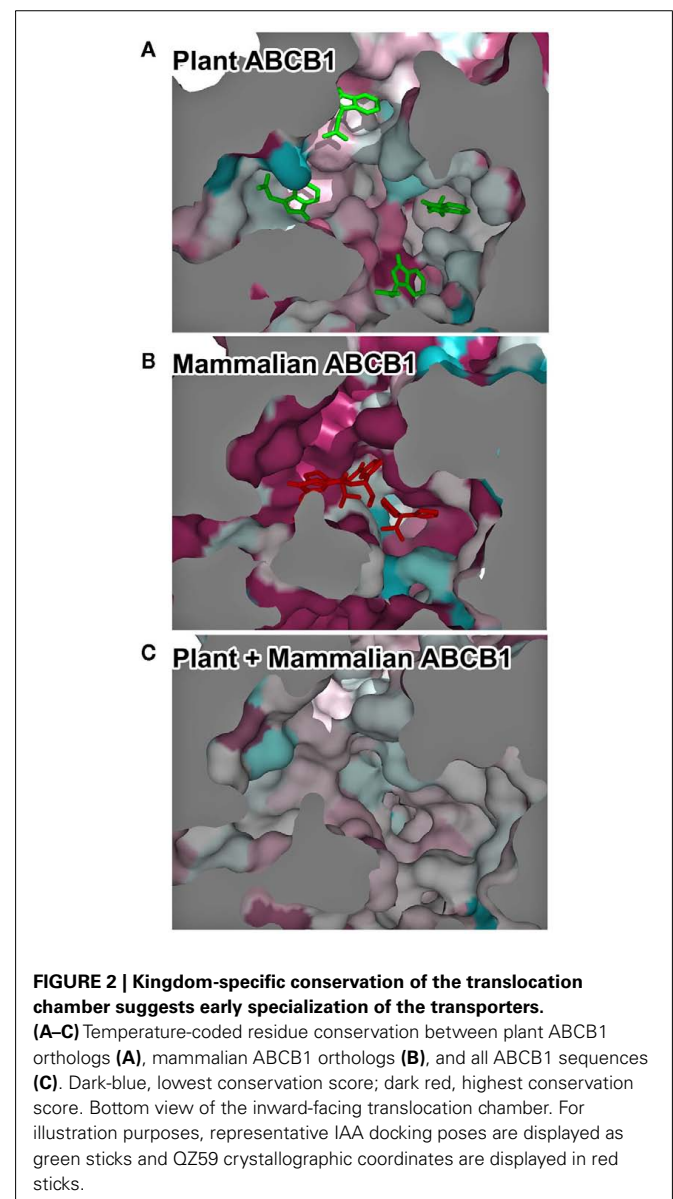 A Plant ABCB1
B Mammalian ABCB1
C Plant + Mammalian ABCB1
FIGURE 2 | Kingdom-specific conservation of the translocation
chamber suggests early specialization of the transporters.
(A–C) Temperature-coded residue conservation between plant ABCB1
orthologs (A), mammalian ABCB1 orthologs (B), and all ABCB1 sequences
(C). Dark-blue, lowest conservation score; dark red, highest conservation
score. Bottom view of the inward-facing translocation chamber. For
illustration purposes, representative IAA docking poses are displayed as
green sticks and QZ59 crystallographic coordinates are displayed in red
sticks.